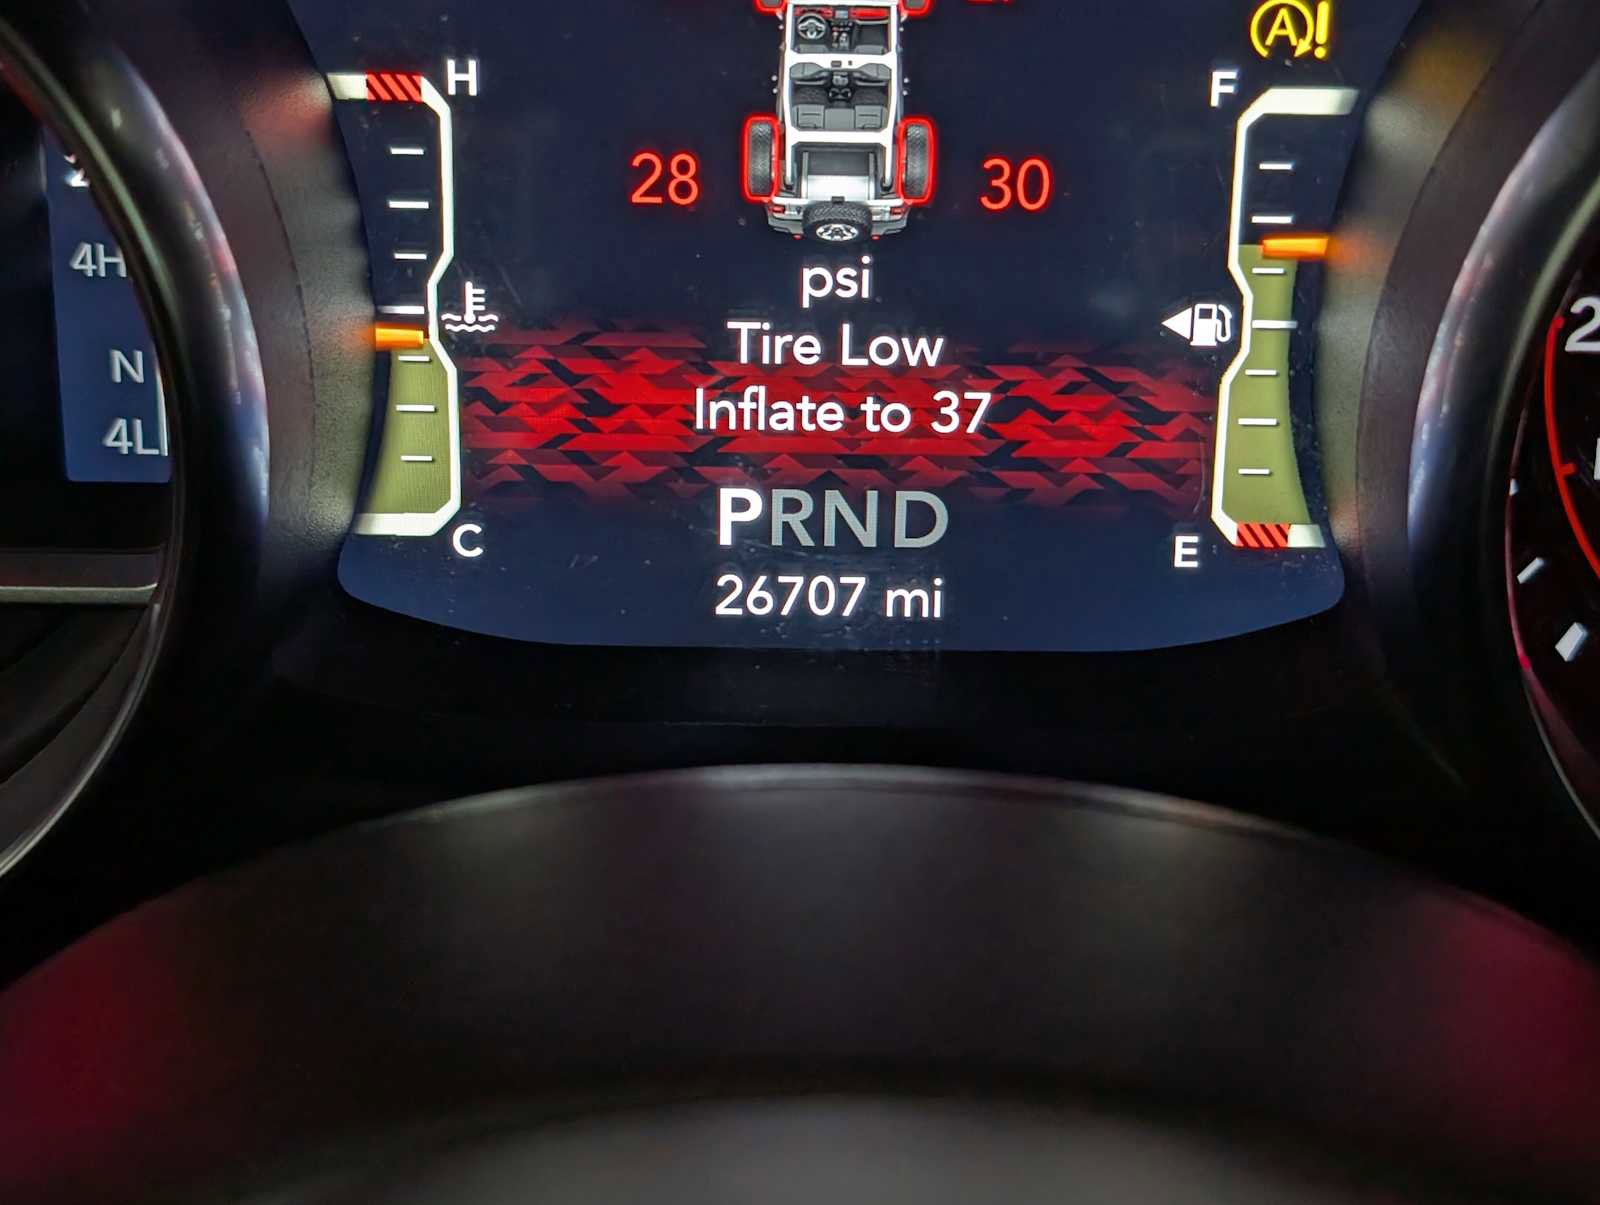 A!
H
F
28
30
psi
4H
Tire Low
N
Inflate to 37
4L
PRND
C
E
26707 mi